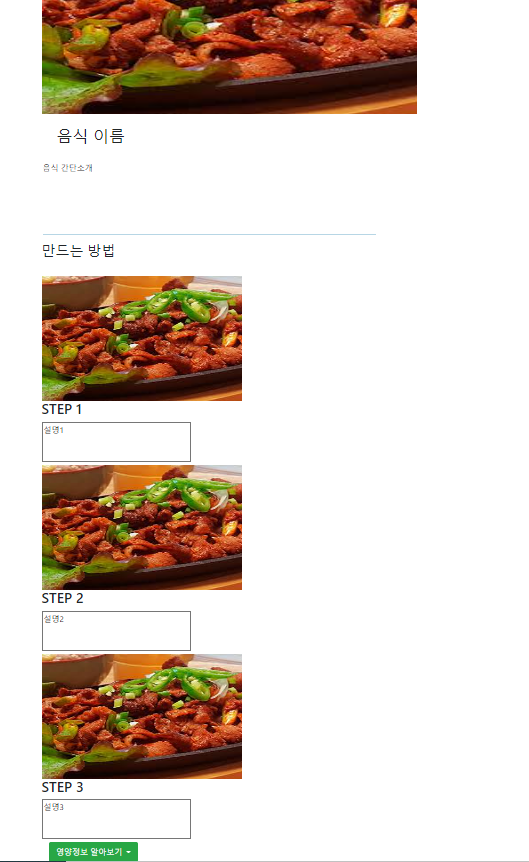 음식 이름
음식 간단소개
만드는 방법
STEP 1
설명1
STEP 2
설명2
STEP 3
설명3
영양정보 알아보기